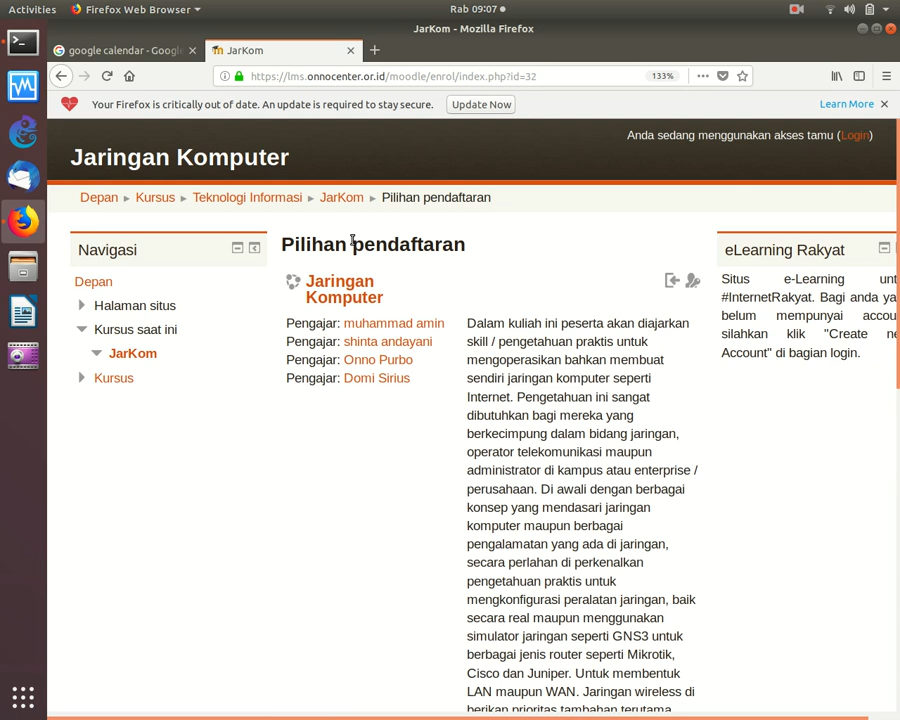 Activities
Firefox Web Browser
Rab 09:07
JarKom - Mozilla Firefox
google calendar - Googl
JarKom
https://lms.onnocenter.or.id/moodle/enrol/index.php?id=32
133%
Your Firefox is critically out of date. An update is required to stay secure.
Update Now
Learn More
Anda sedang menggunakan akses tamu (Login)
Jaringan Komputer
Depan ► Kursus ► Teknologi Informasi ► JarKom ► Pilihan pendaftaran
Navigasi
Depan
Halaman situs
Kursus saat ini
JarKom
Kursus
Pilihan pendaftaran
Jaringan
Komputer
Pengajar: muhammad amin
Pengajar: shinta andayani
Pengajar: Onno Purbo
Pengajar: Domi Sirius
Dalam kuliah ini peserta akan diajarkan
skill / pengetahuan praktis untuk
mengoperasikan bahkan membuat
sendiri jaringan komputer seperti
Internet. Pengetahuan ini sangat
dibutuhkan bagi mereka yang
berkecimpung dalam bidang jaringan,
operator telekomunikasi maupun
administrator di kampus atau enterprise /
perusahaan. Di awali dengan berbagai
konsep yang mendasari jaringan
komputer maupun berbagai
pengalamatan yang ada di jaringan,
secara perlahan di perkenalkan
pengetahuan praktis untuk
mengkonfigurasi peralatan jaringan, baik
secara real maupun menggunakan
simulator jaringan seperti GNS3 untuk
berbagai jenis router seperti Mikrotik,
Cisco dan Juniper. Untuk membentuk
LAN maupun WAN. Jaringan wireless di
berikan prioritas tambahan terutama
eLearning Rakyat
Situs e-Learning unt
#InternetRakyat. Bagi anda ya
belum mempunyai accou
silahkan klik "Create ne
Account" di bagian login.